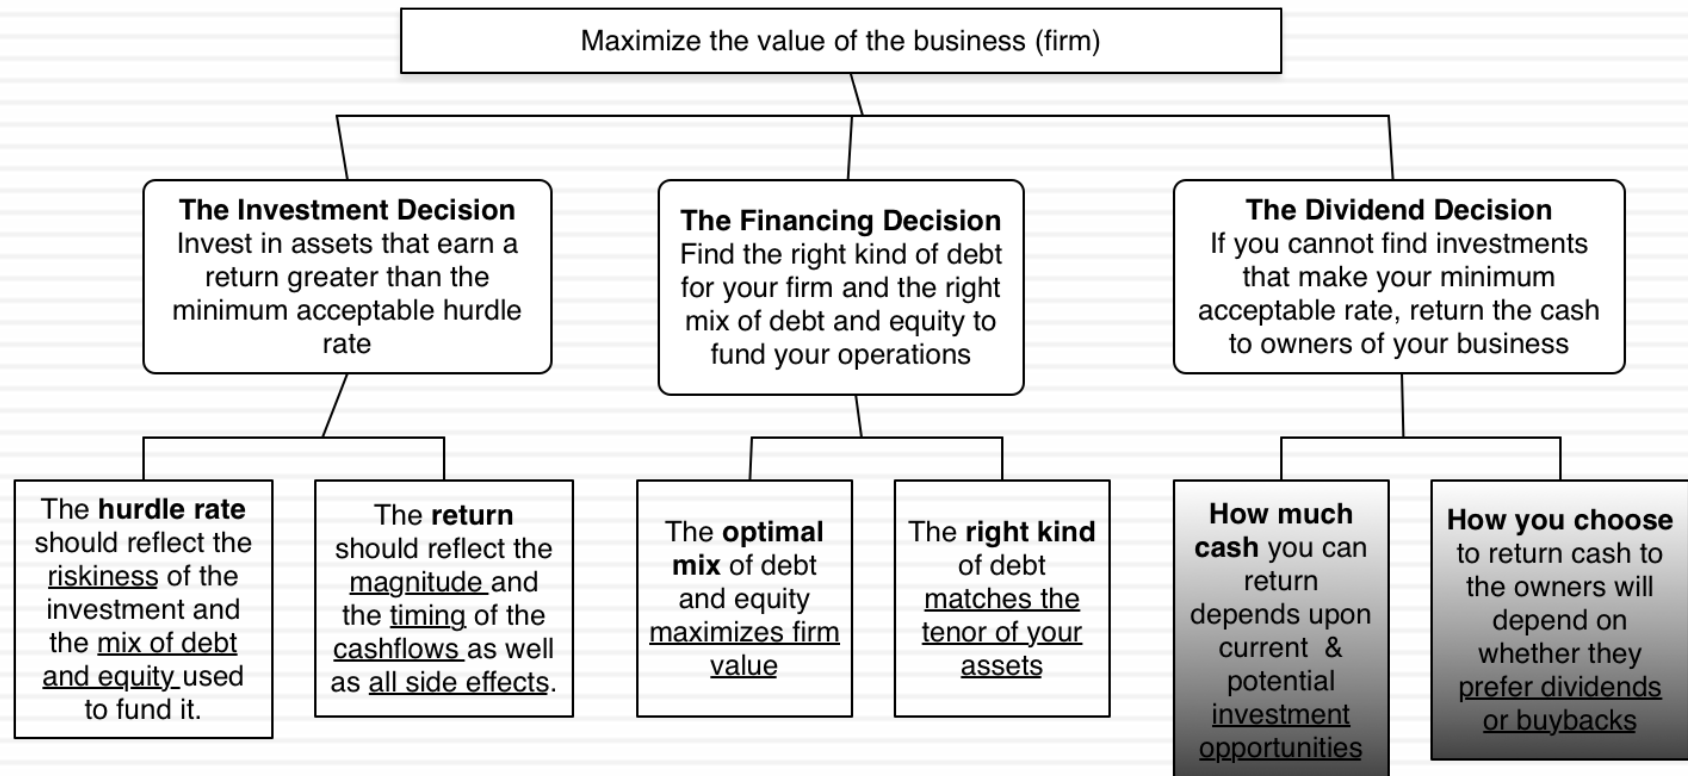 Maximize the value of the business (firm)
The Investment Decision
Invest in assets that earn a
return greater than the
minimum acceptable hurdle
rate
The Financing Decision
Find the right kind of debt
for your firm and the right
mix of debt and equity to
fund your operations
The Dividend Decision
If you cannot find investments
that make your minimum
acceptable rate, return the cash
to owners of your business
The hurdle rate
should reflect the
riskiness of the
investment and
the mix of debt
and equity used
to fund it.
The return
should reflect the
magnitude and
the timing of the
cashflows as well
as all side effects.
The optimal
mix of debt
and equity
maximizes firm
value
The right kind
of debt
matches the
tenor of your
assets
How much
cash you can
return
depends upon
current &
potential
investment
opportunities
How you choose
to return cash to
the owners will
depend on
whether they
prefer dividends
or buybacks